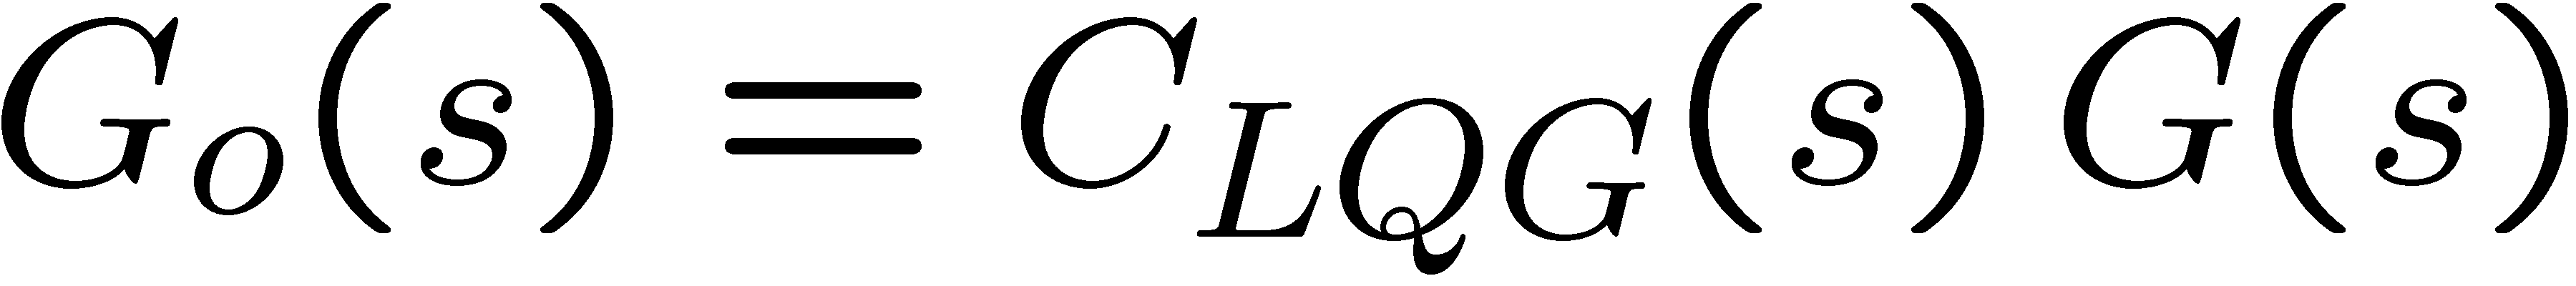 G_o(s) = C_{LQG}(s) G(s)